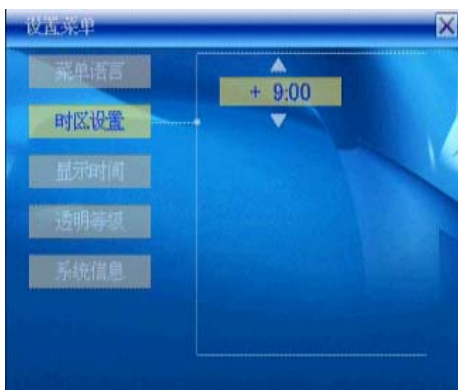 设置菜单
菜单语言
+ 9:00
时区设置
显示时间
透明等级
系统信息